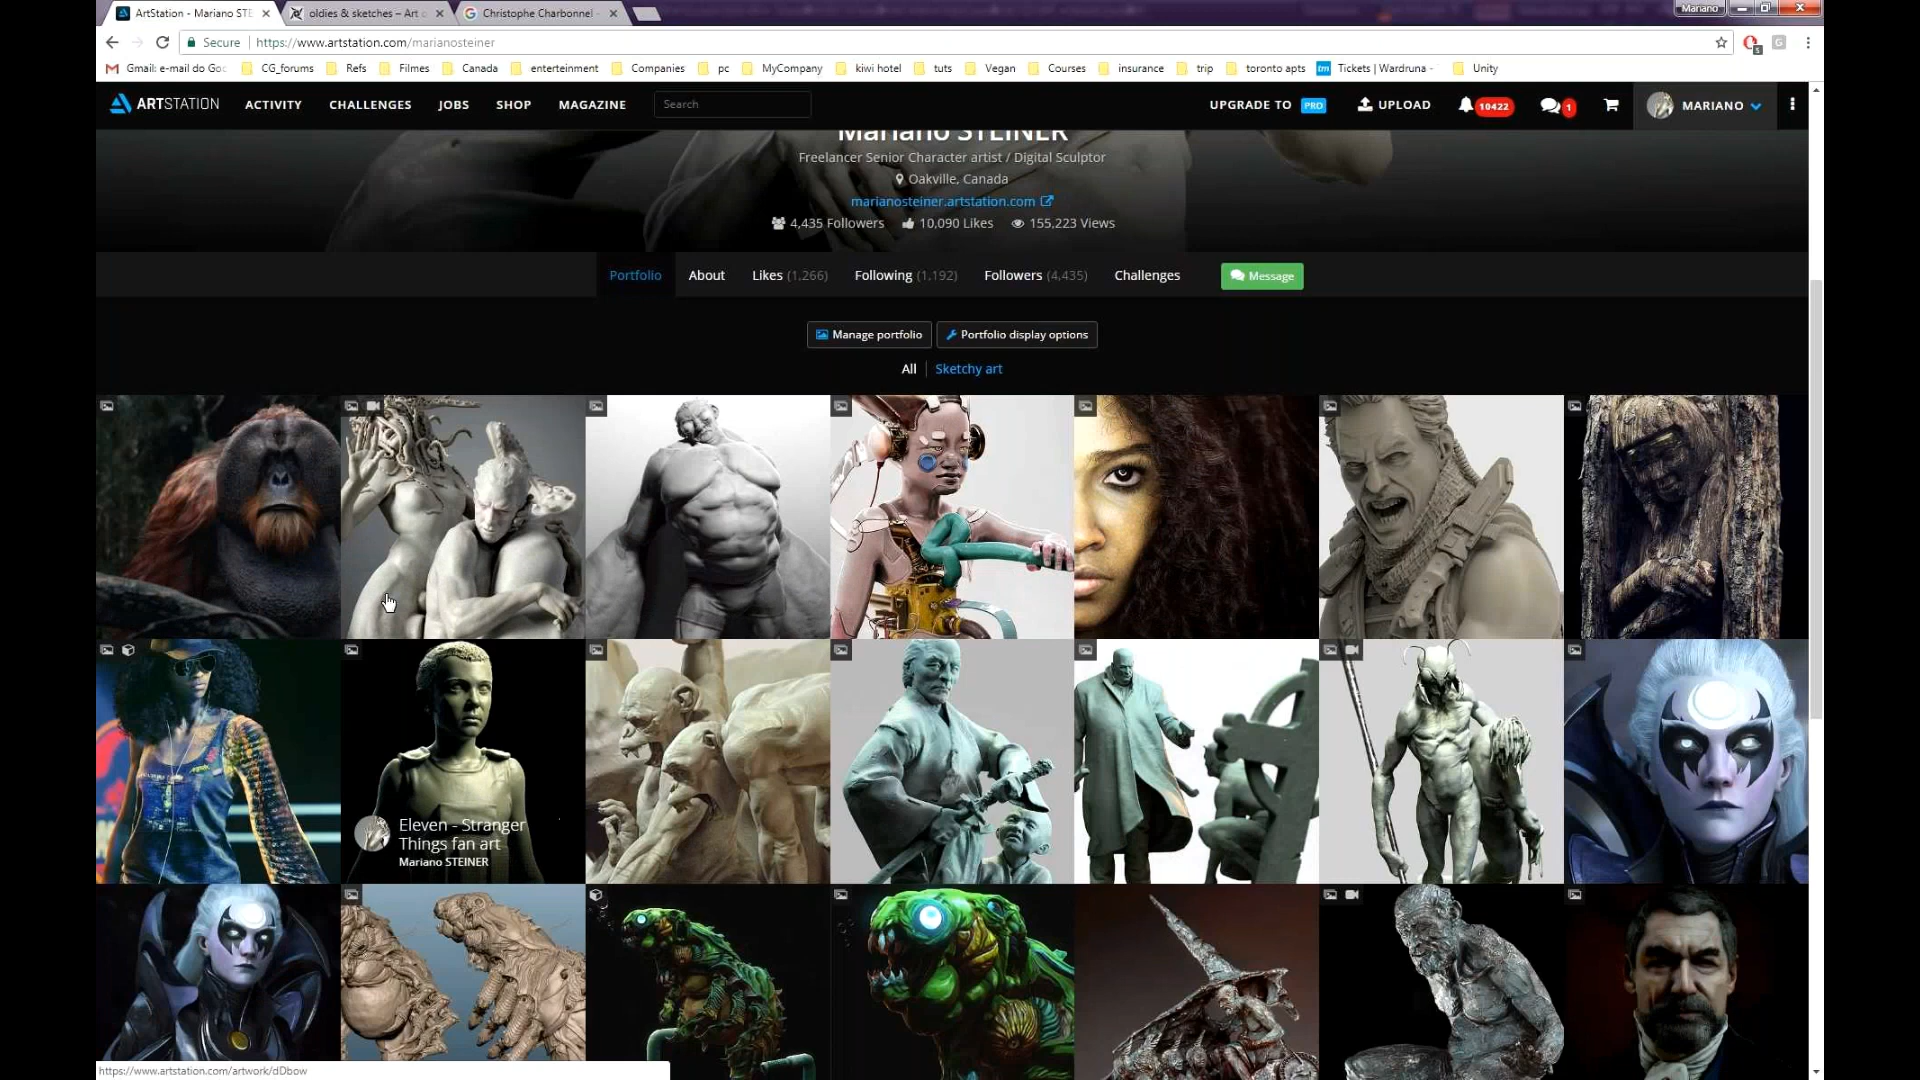 ArtStation - Mariano STE
oldies & sketches – Art o
Christophe Charbonnel -
Mariano
Secure
https://www.artstation.com/marianosteiner
Gmail: e-mail do Goo
CG_forums
Refs
Filmes
Canada
enterteinment
Companies
pc
MyCompany
kiwi hotel
tuts
Vegan
Courses
insurance
trip
toronto apts
tm
Tickets | Wardruna -
Unity
ARTSTATION
ACTIVITY
CHALLENGES
JOBS
SHOP
MAGAZINE
Search
UPGRADE TO PRO
UPLOAD
10422
1
MARIANO
Mariano STEINER
Freelancer Senior Character artist / Digital Sculptor
Oakville, Canada
marianosteiner.artstation.com
4,435 Followers 10,090 Likes 155,223 Views
Portfolio
About
Likes (1,266)
Following (1,192)
Followers (4,435)
Challenges
Message
Manage portfolio
Portfolio display options
All
Sketchy art
Eleven - Stranger
Things fan art
Mariano STEINER
https://www.artstation.com/artwork/dDbow